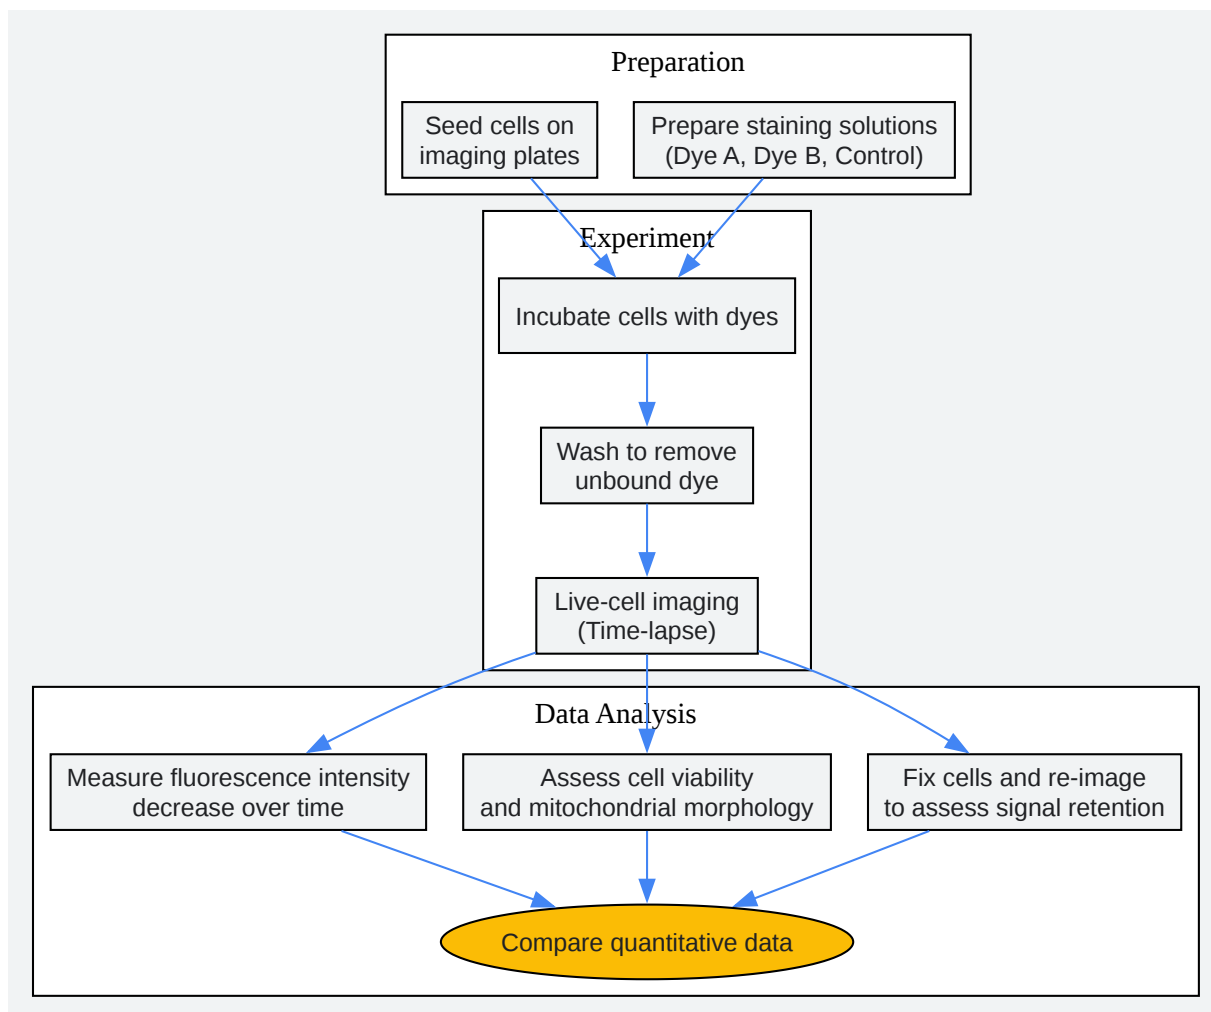 Preparation
Seed cells on
imaging plates
Prepare staining solutions
(Dye A, Dye B, Control)
Experiment
Incubate cells with dyes
Wash to remove
unbound dye
Live-cell imaging
(Time-lapse)
Data Analysis
Measure fluorescence intensity
decrease over time
Assess cell viability
and mitochondrial morphology
Fix cells and re-image
to assess signal retention
Compare quantitative data